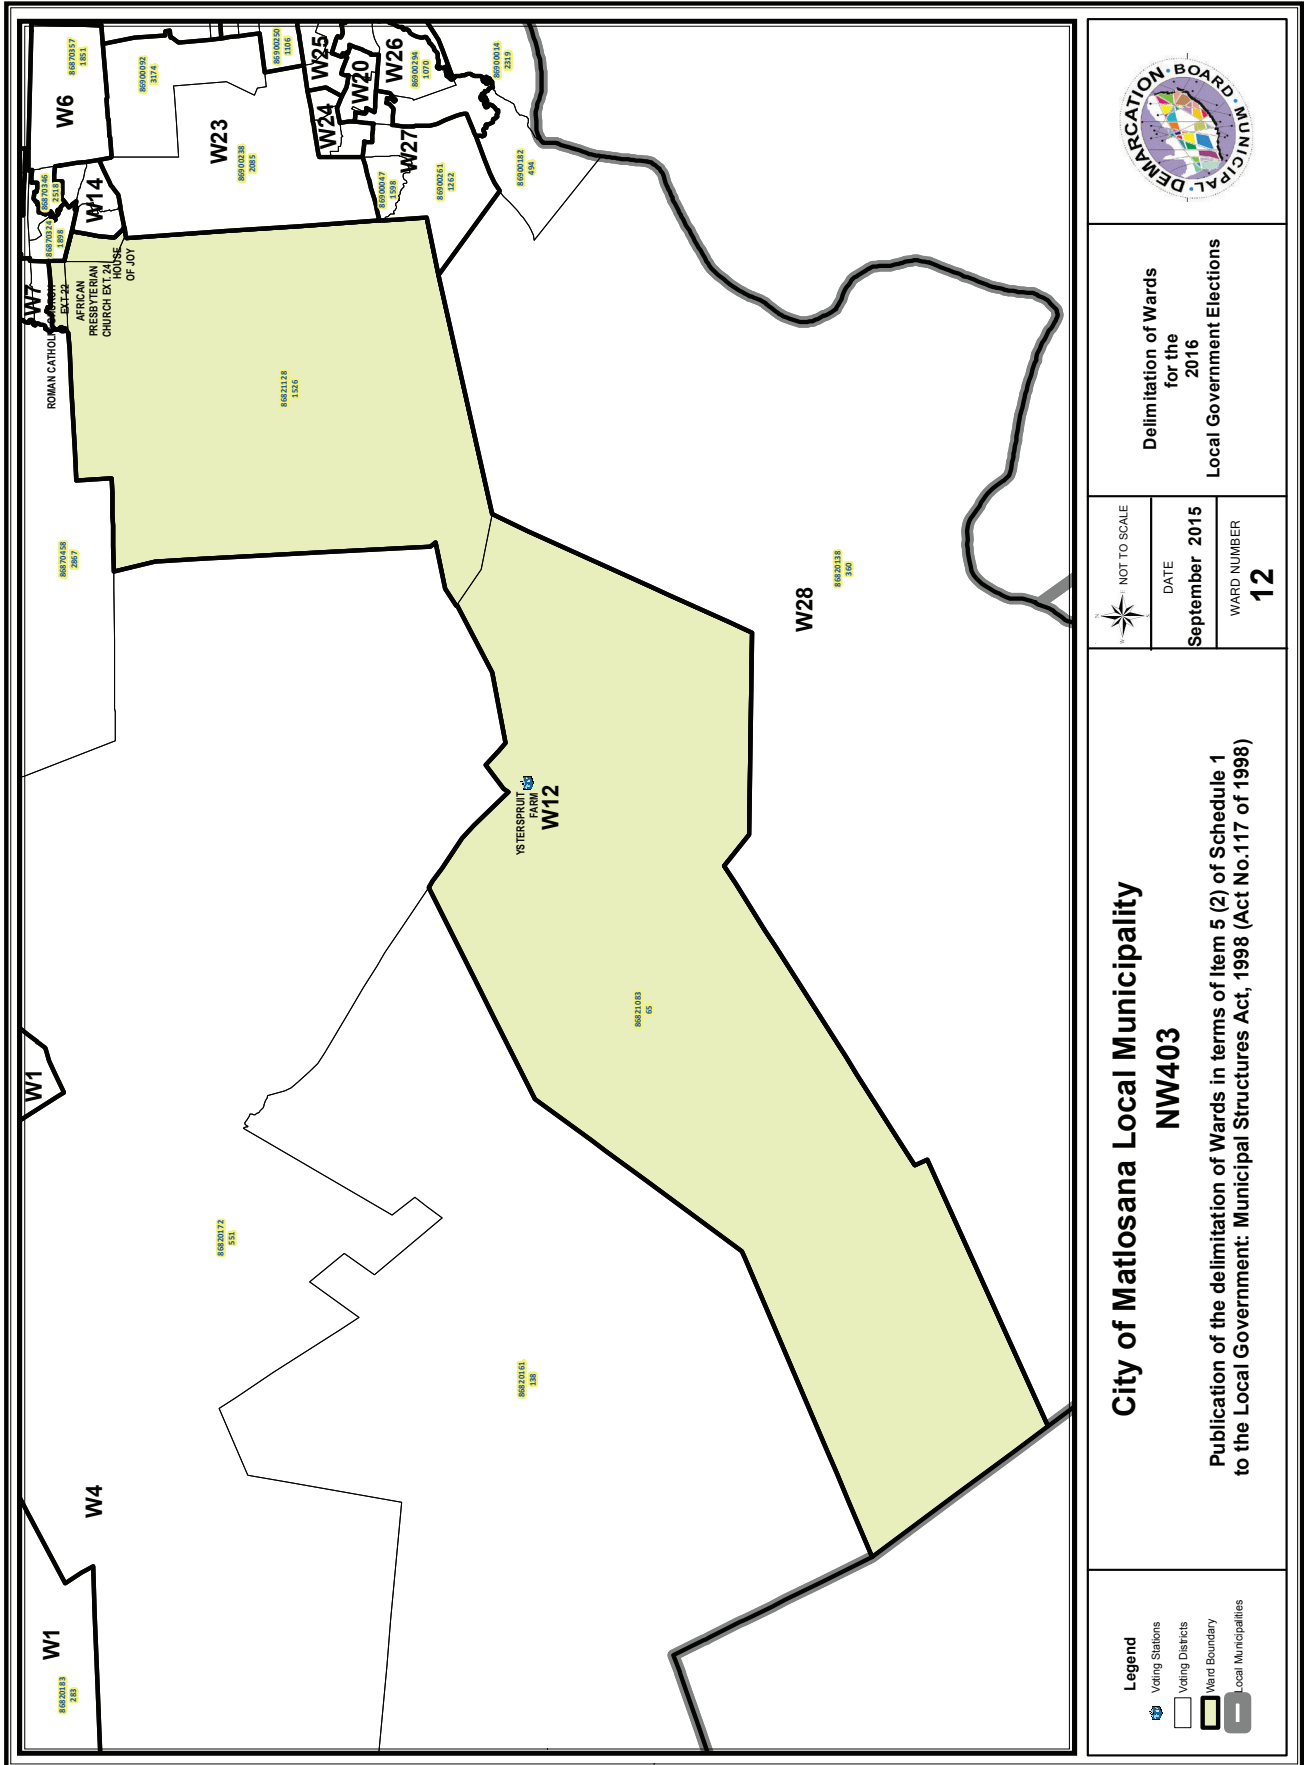 W1
86820183
283
W4
86820172
551
86820161
138
W1
86870458
2867
YSTERSPRUIT
FARM
W12
86821083
65
W28
86820138
360
86821128
1526
W7
ROMAN CATHOLIC CHURCH
EXT 22
AFRICAN
PRESBYTERIAN
CHURCH EXT. 24
HOUSE
OF JOY
86870324
1898
86870346
2518
W14
W6
86870357
1851
86900092
3174
W23
86900238
2085
86900250
1106
W25
W24
W20
W26
86900294
1070
W27
86900047
1598
86900261
1262
86900014
2319
86900182
494
Legend
Voting Stations
Voting Districts
Ward Boundary
Local Municipalities
City of Matlosana Local Municipality
NW403
Publication of the delimitation of Wards in terms of Item 5 (2) of Schedule 1
to the Local Government: Municipal Structures Act, 1998 (Act No.117 of 1998)
NOT TO SCALE
DATE
September 2015
WARD NUMBER
12
Delimitation of Wards
for the
2016
Local Government Elections
MUNICIPAL • DEMARCATION • BOARD •